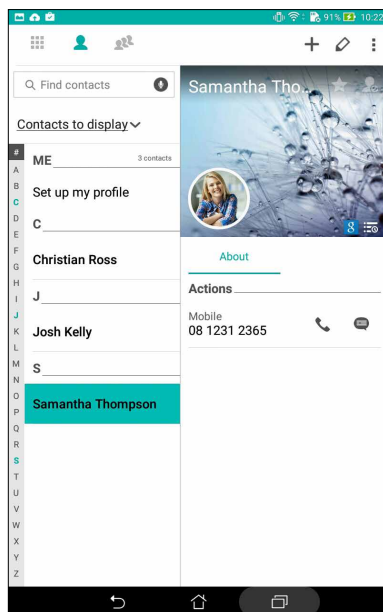 91% 10:22
Find contacts
Contacts to display
#
A
B
C
D
E
F
G
H
I
J
K
L
M
N
O
P
Q
R
S
T
U
V
W
X
Y
Z
ME 3 contacts
Set up my profile
C
Christian Ross
J
Josh Kelly
S
Samantha Thompson
Samantha Tho...
8
About
Actions
Mobile
08 1231 2365